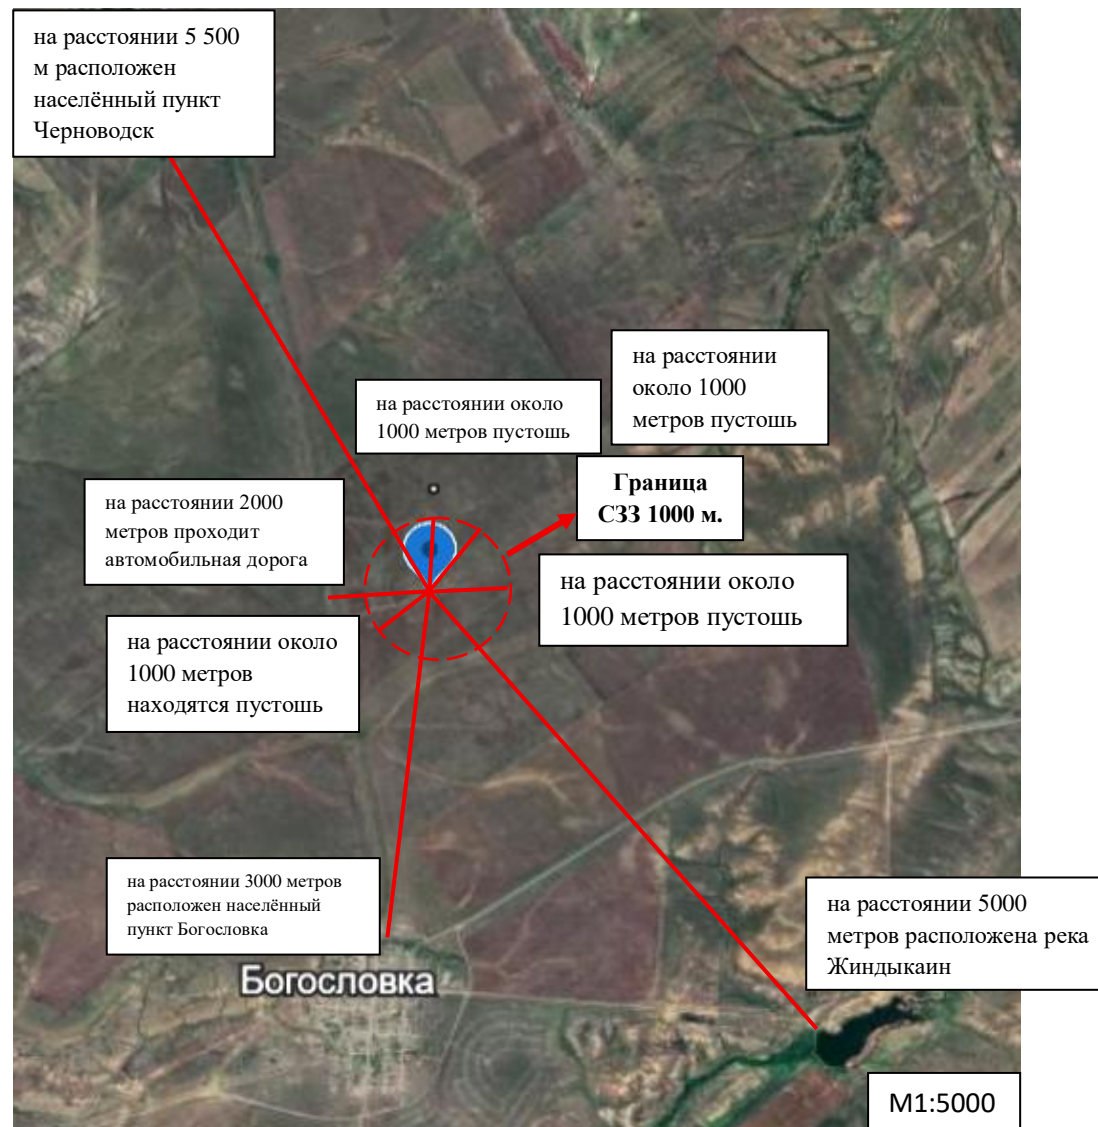 на расстоянии 5 500
м расположен
населённый пункт
Черноводск
на расстоянии
около 1000
метров пустошь
на расстоянии около
1000 метров пустошь
Граница
СЗЗ 1000 м.
на расстоянии 2000
метров проходит
автомобильная дорога
на расстоянии около
1000 метров пустошь
на расстоянии около
1000 метров
находятся пустошь
на расстоянии 3000 метров
расположен населённый
пункт Богословка
на расстоянии 5000
метров расположена река
Жиндыкаин
Богословка
М1:5000